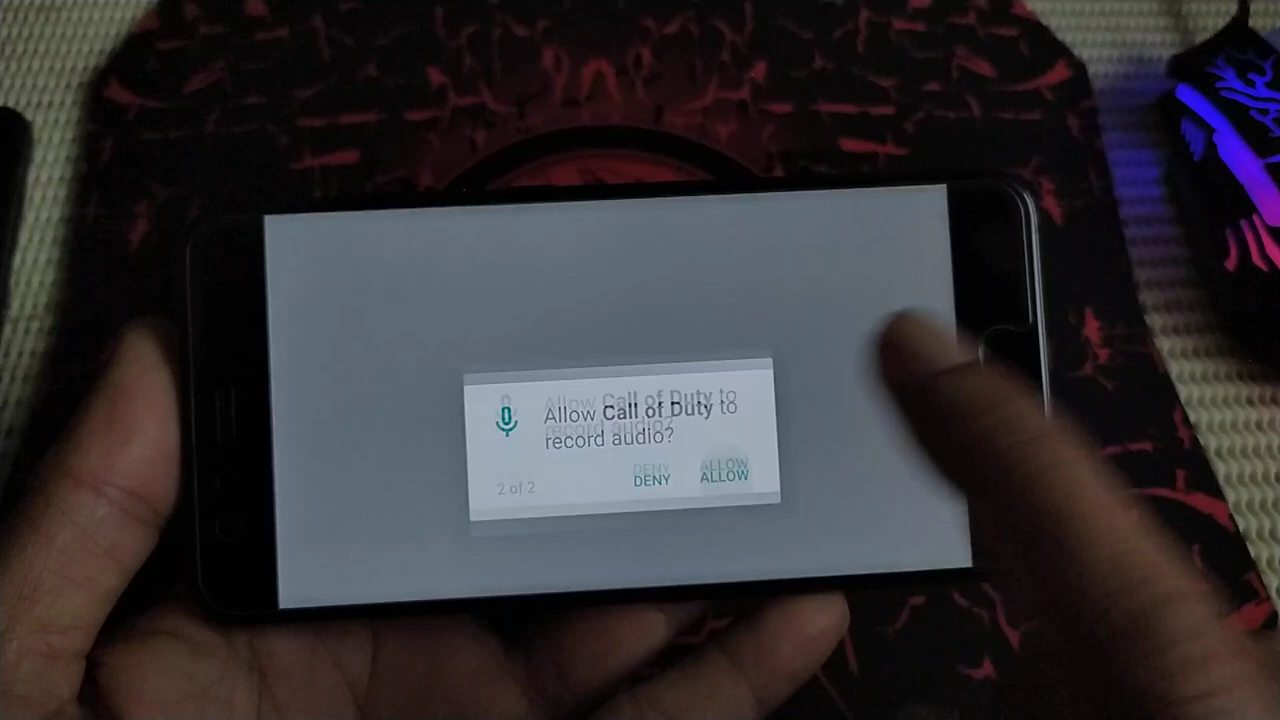 Allow Call of Duty to
record audio?
2 of 2
DENY
ALLOW